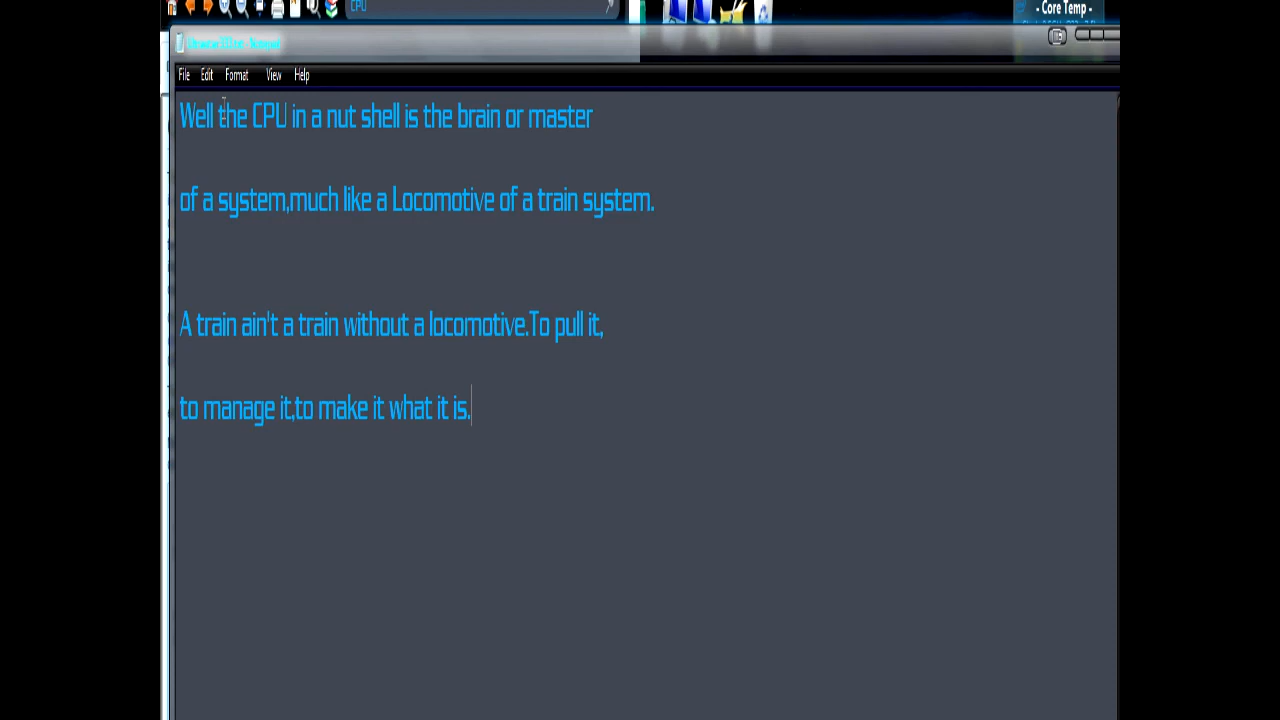 CPU
- Core Temp -
File Edit Format View Help
Well the CPU in a nut shell is the brain or master
of a system,much like a Locomotive of a train system.
A train ain't a train without a locomotive.To pull it,
to manage it,to make it what it is.